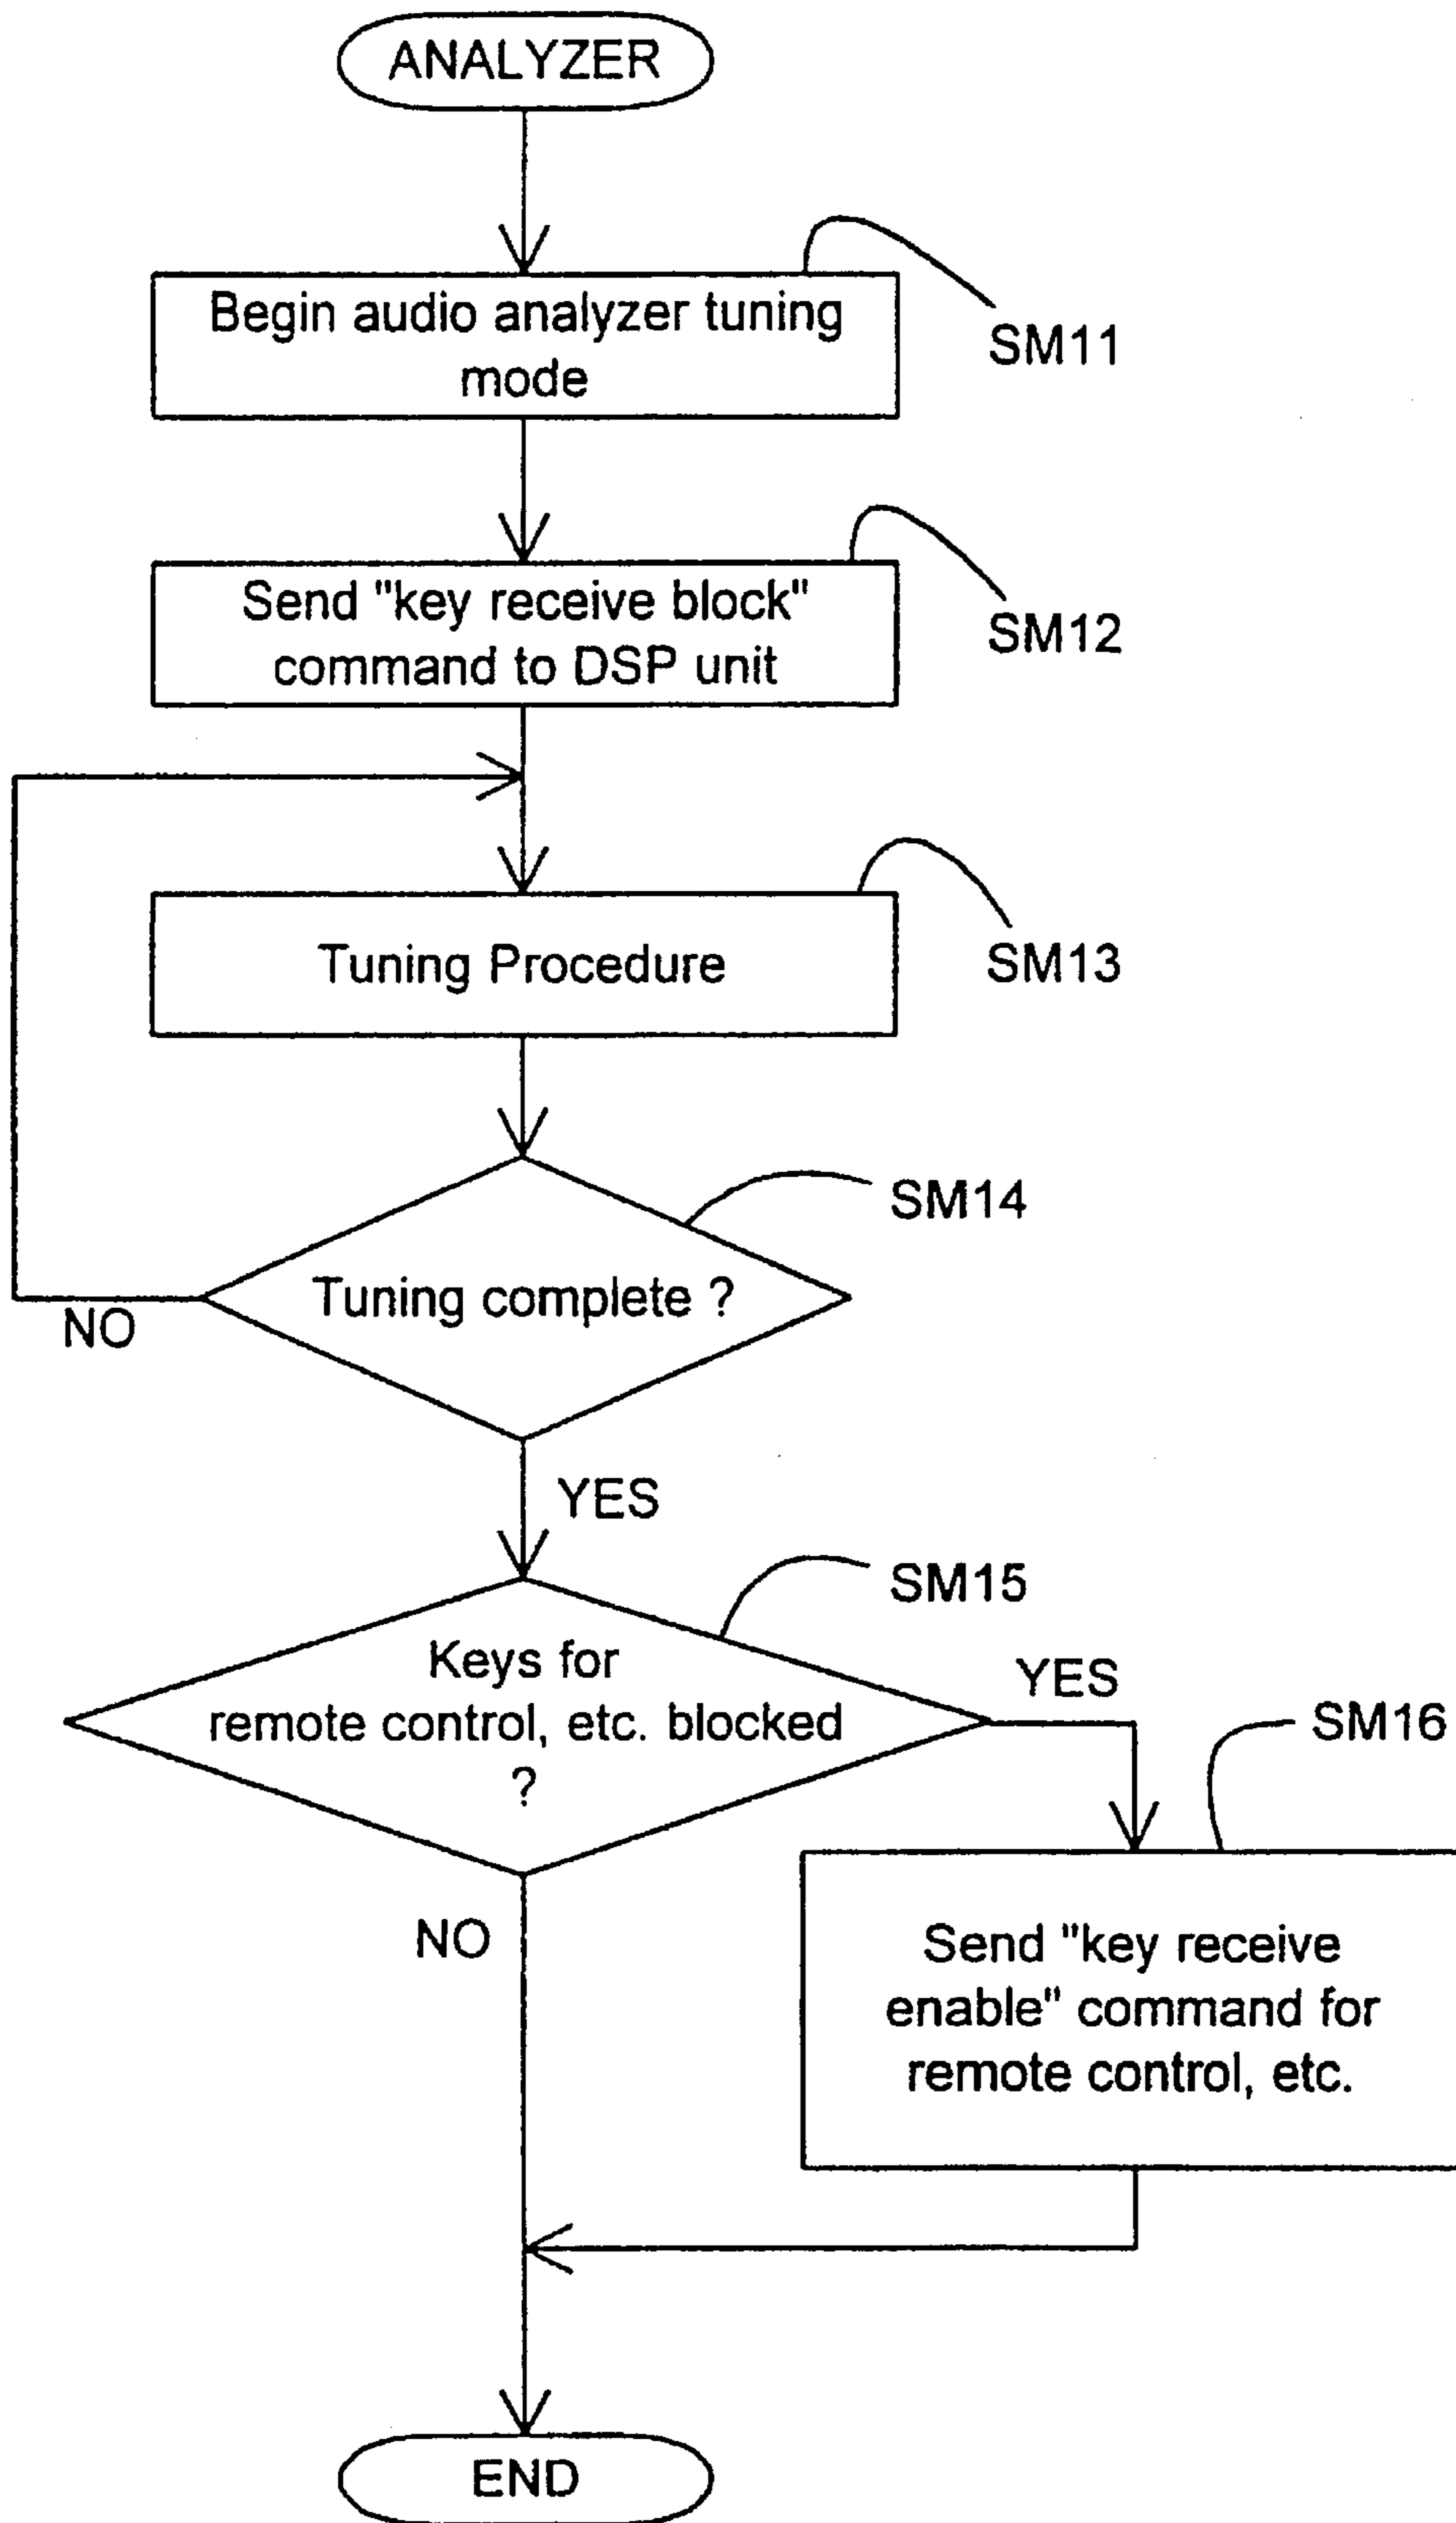 ANALYZER
Begin audio analyzer tuning
mode
SM11
Send "key receive block"
command to DSP unit
SM12
Tuning Procedure
SM13
SM14
Tuning complete ?
NO
YES
SM15
Keys for
remote control, etc. blocked
?
YES
SM16
NO
Send "key receive
enable" command for
remote control, etc.
END